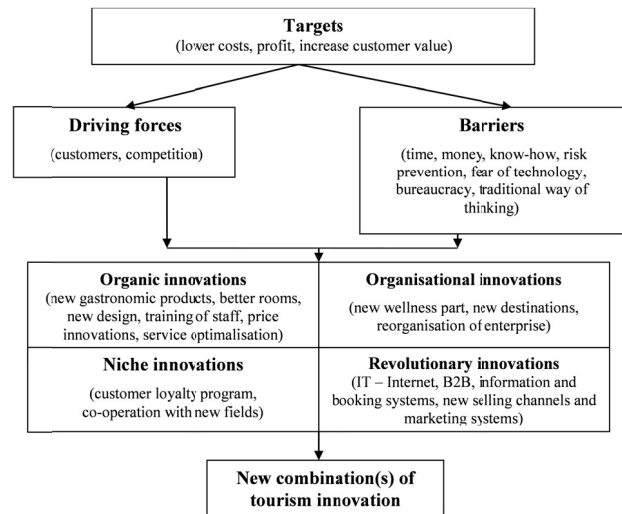 Targets
(lower costs, profit, increase customer value)
Driving forces
(customers, competition)
Barriers
(time, money, know-how, risk
prevention, fear of technology,
bureaucracy, traditional way of
thinking)
Organic innovations
(new gastronomic products, better rooms,
new design, training of staff, price
innovations, service optimalisation)
Organisational innovations
(new wellness part, new destinations,
reorganisation of enterprise)
Niche innovations
(customer loyalty program,
co-operation with new fields)
Revolutionary innovations
(IT – Internet, B2B, information and
booking systems, new selling channels and
marketing systems)
New combination(s) of
tourism innovation